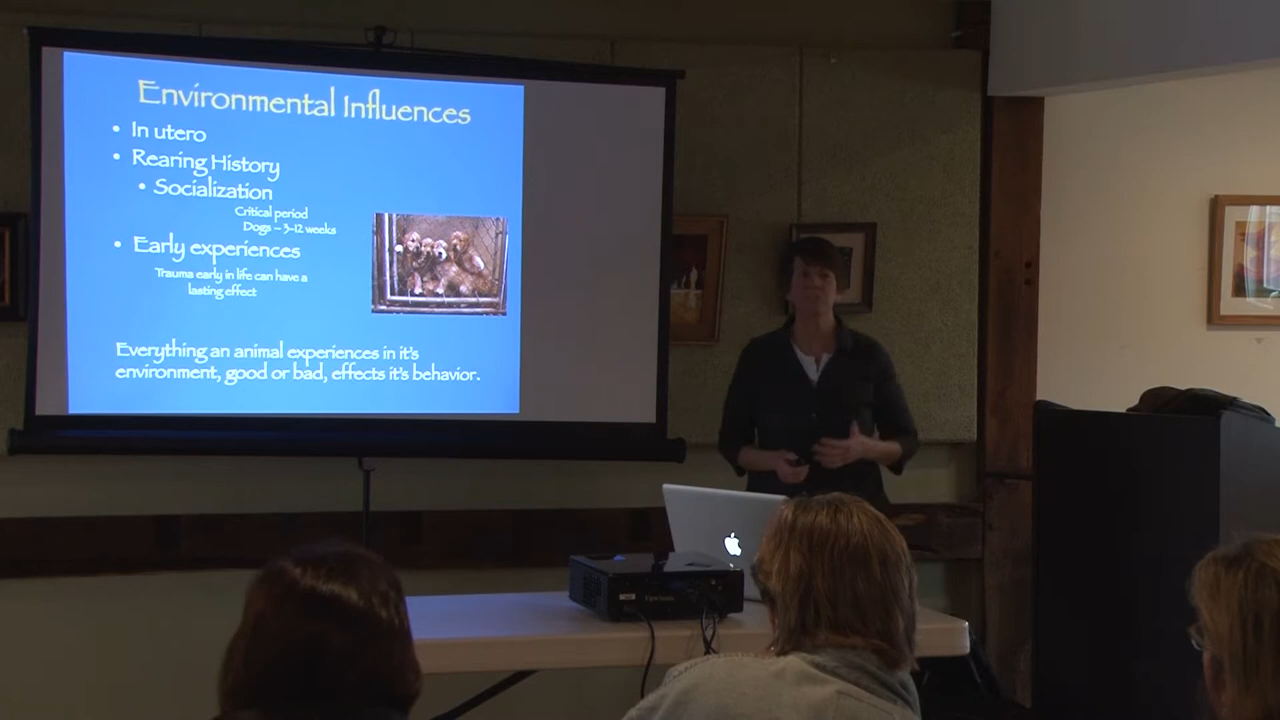 Environmental Influences
• In utero
• Rearing History
• Socialization
Critical period
Dogs – 3-12 weeks
• Early experiences
Trauma early in life can have a
lasting effect
Everything an animal experiences in it's
environment, good or bad, effects it's behavior.
ViewSonic